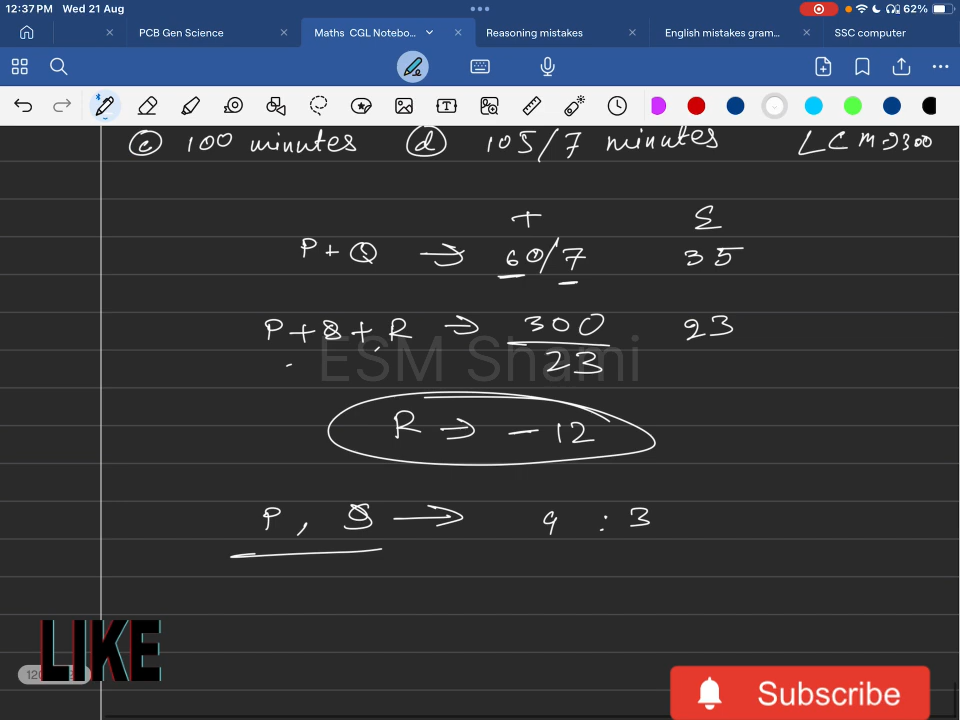 12:37 PM Wed 21 Aug
62%
PCB Gen Science
Maths CGL Notebo...
Reasoning mistakes
English mistakes gram...
SSC computer
(c) 100 minutes (d) 105/7 minutes LCM⇒300
T Σ
P+Q → 60/7 35
P+Q+R ⇒ 300/23 23
ESM Shami
R ⇒ -12
P, Q → 4 : 3
LIKE
Subscribe